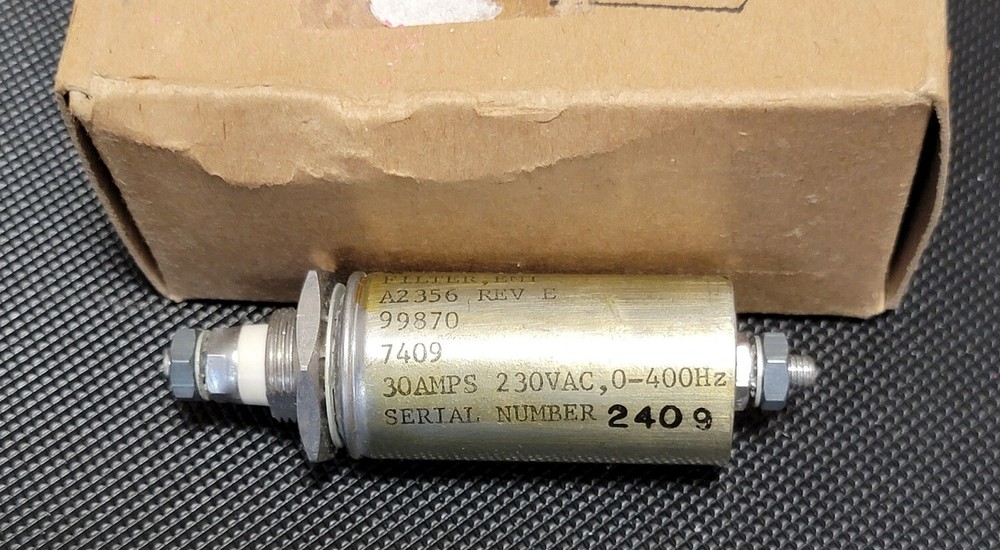 FILTER, EMI
A2356 REV E
99870
7409
30AMPS 230VAC,0-400Hz
SERIAL NUMBER 2409